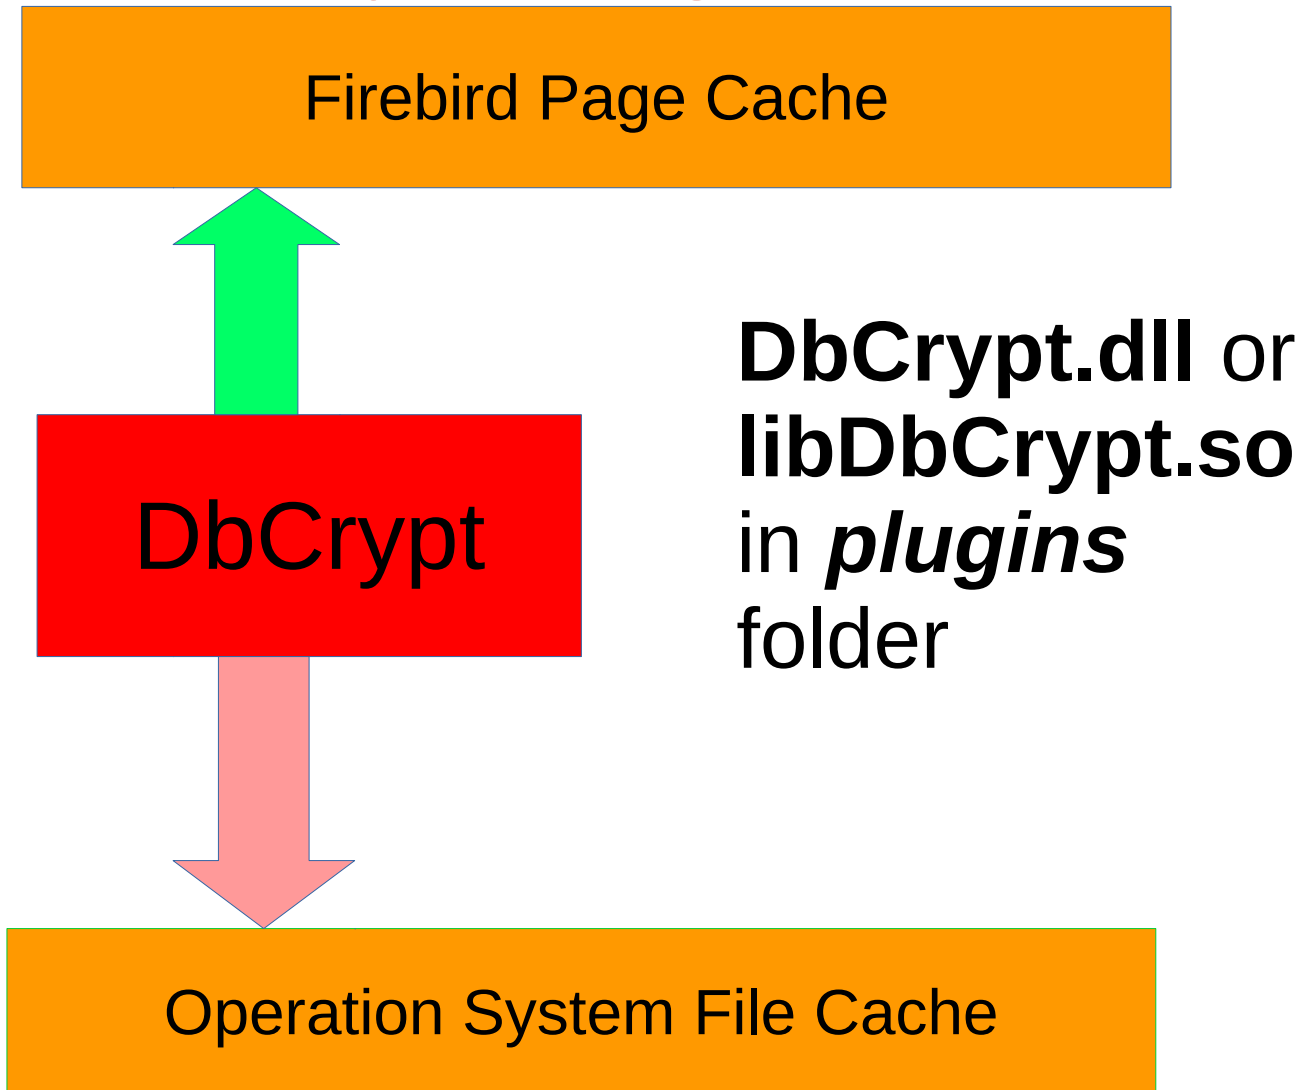 Firebird Page Cache
DbCrypt.dll or
libDbCrypt.so
in plugins
folder
DbCrypt
Operation System File Cache